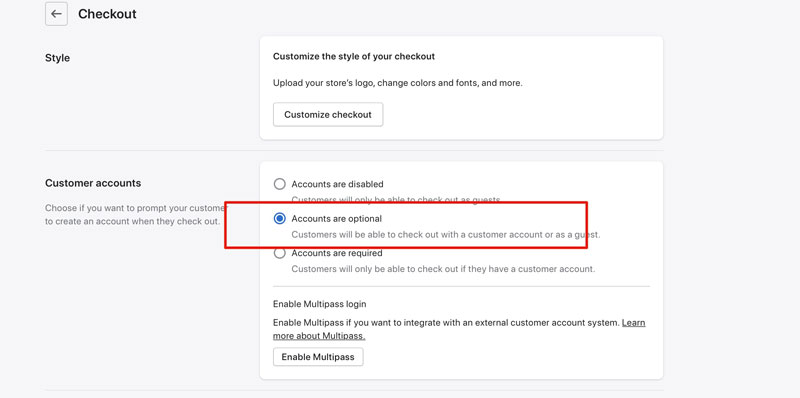 Checkout
Style
Customize the style of your checkout
Upload your store's logo, change colors and fonts, and more.
Customize checkout
Customer accounts
Choose if you want to prompt your customer
to create an account when they check out.
Accounts are disabled
Customers will only be able to check out as guests.
Accounts are optional
Customers will be able to check out with a customer account or as a guest.
Accounts are required
Customers will only be able to check out if they have a customer account.
Enable Multipass login
Enable Multipass if you want to integrate with an external customer account system. Learn
more about Multipass.
Enable Multipass